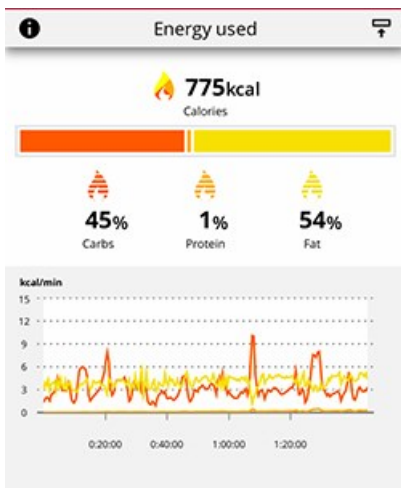 Energy used
775kcal
Calories
45% 1% 54%
Carbs Protein Fat
kcal/min
15
12
9
6
3
0
0:20:00 0:40:00 1:00:00 1:20:00